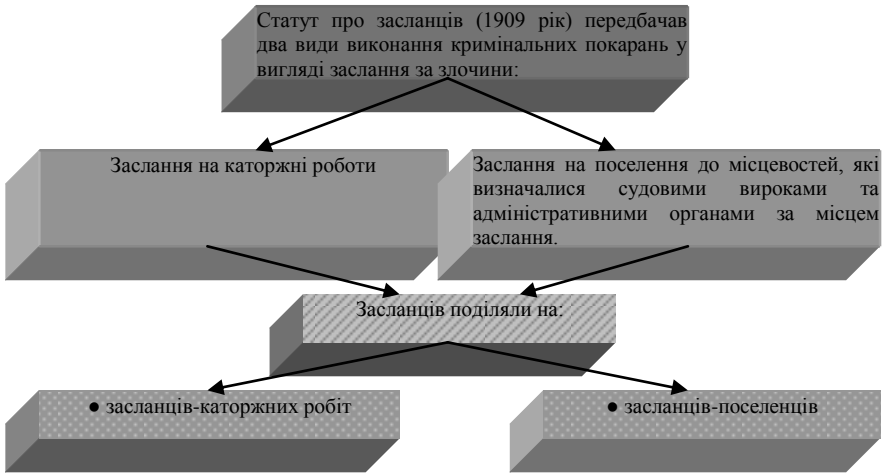 Статут про засланців (1909 рік) передбачав
два види виконання кримінальних покарань у
вигляді заслання за злочини:
Заслання на каторжні роботи
Заслання на поселення до місцевостей, які
визначалися судовими вироками та
адміністративними органами за місцем
заслання.
Засланців поділяли на:
● засланців-каторжних робіт
● засланців-поселенців